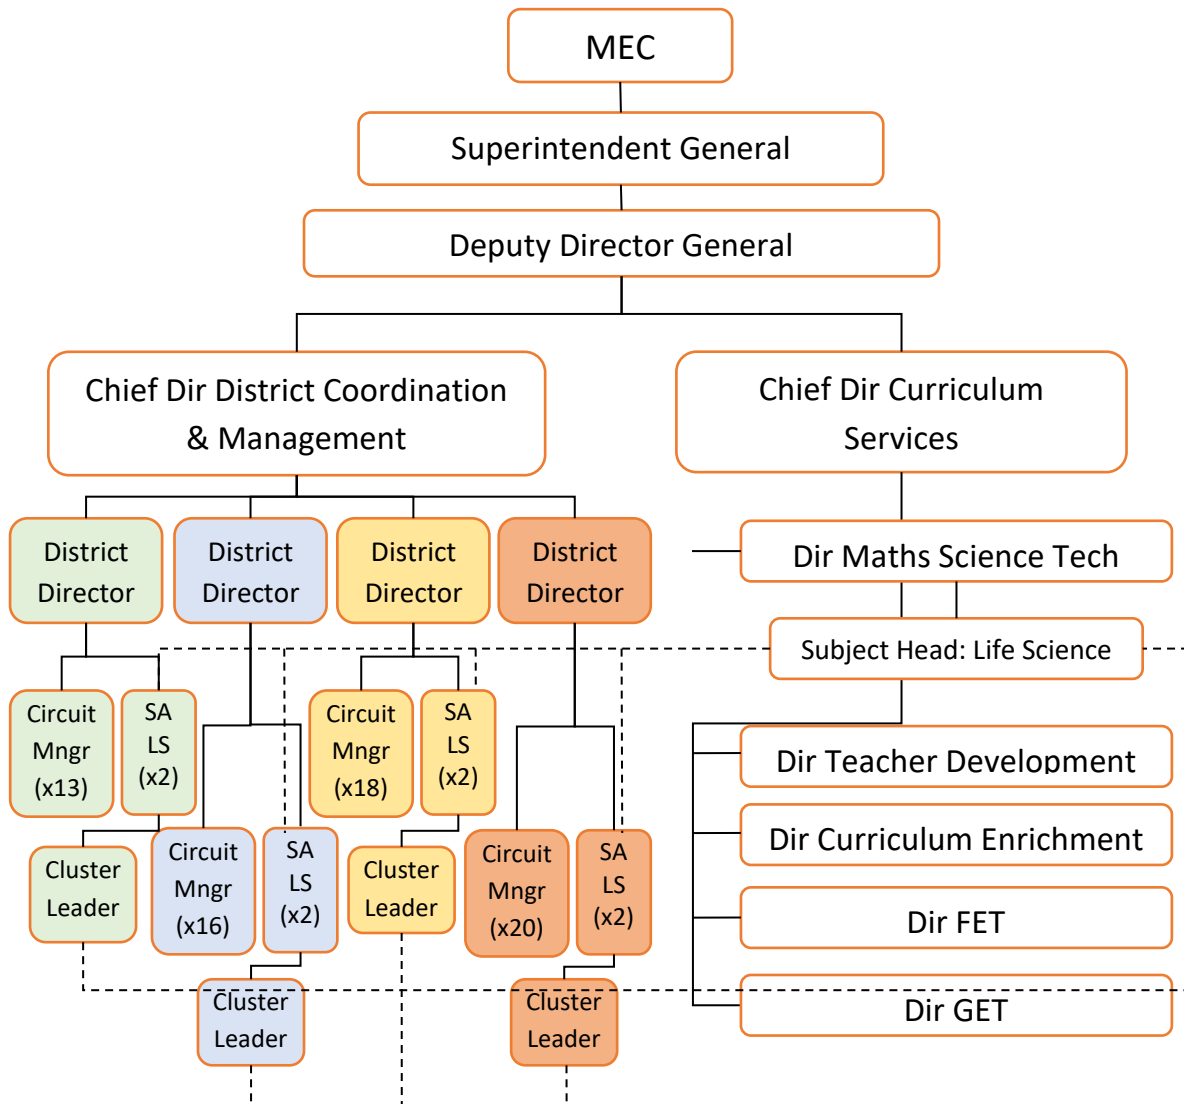 MEC
Superintendent General
Deputy Director General
Chief Dir District Coordination
& Management
Chief Dir Curriculum
Services
District
Director
District
Director
District
Director
District
Director
Dir Maths Science Tech
Subject Head: Life Science
Circuit
Mngr
(x13)
SA
LS
(x2)
Circuit
Mngr
(x18)
SA
LS
(x2)
Dir Teacher Development
Dir Curriculum Enrichment
Cluster
Leader
Circuit
Mngr
(x16)
SA
LS
(x2)
Cluster
Leader
Circuit
Mngr
(x20)
SA
LS
(x2)
Dir FET
Cluster
Leader
Cluster
Leader
Dir GET